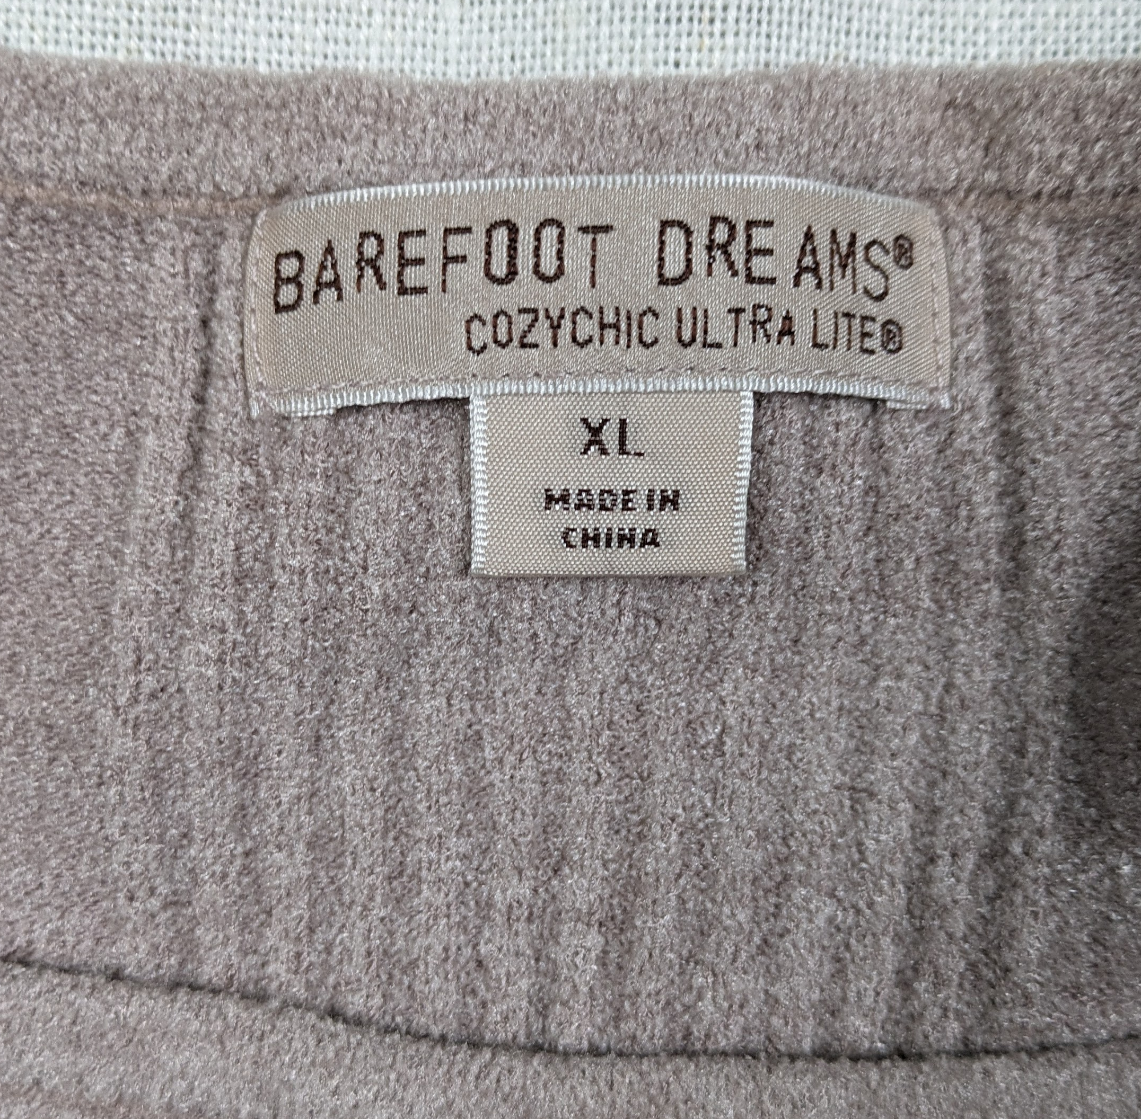 BAREFOOT DREAMS®
COZYCHIC ULTRA LITE®
XL
MADE IN
CHINA